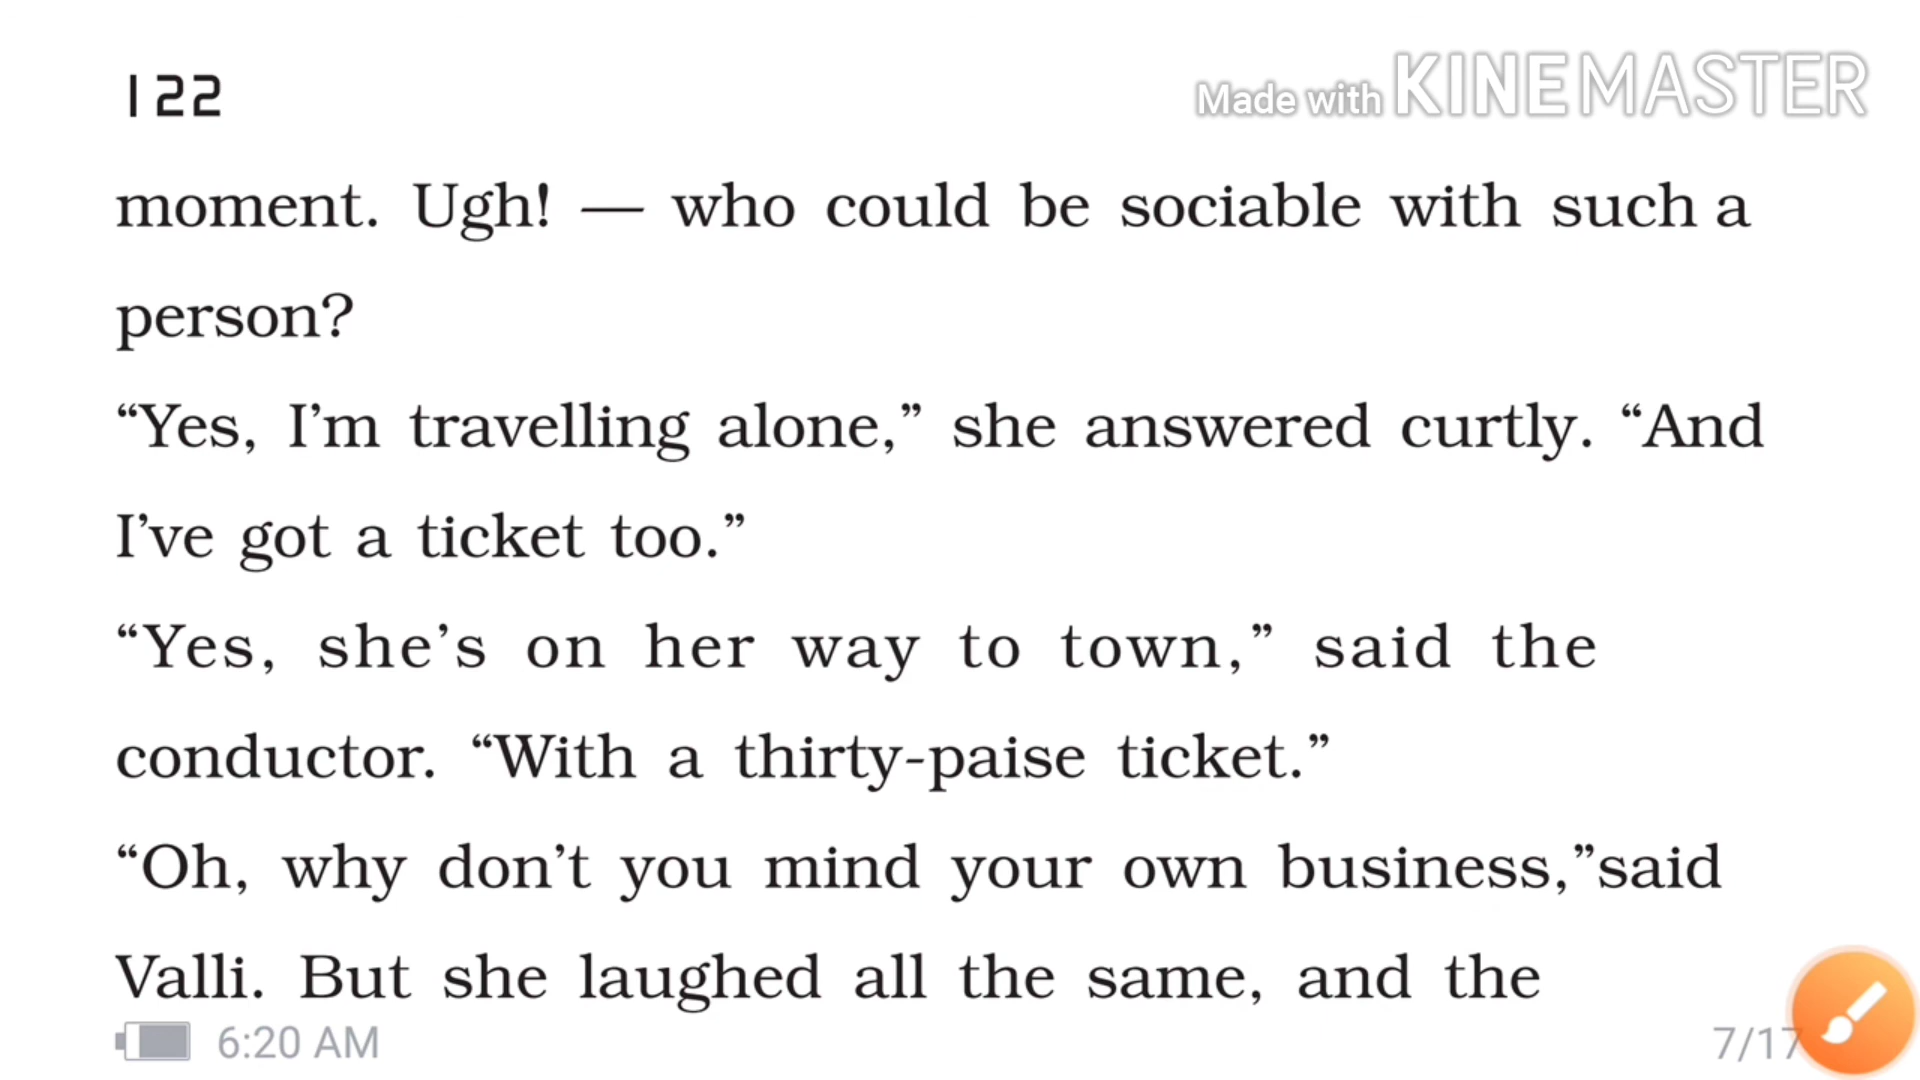 122
Made with KINEMASTER
moment. Ugh! — who could be sociable with such a
person?
“Yes, I’m travelling alone,” she answered curtly. “And
I’ve got a ticket too.”
“Yes, she’s on her way to town,” said the
conductor. “With a thirty-paise ticket.”
“Oh, why don’t you mind your own business,”said
Valli. But she laughed all the same, and the
6:20 AM
7/17